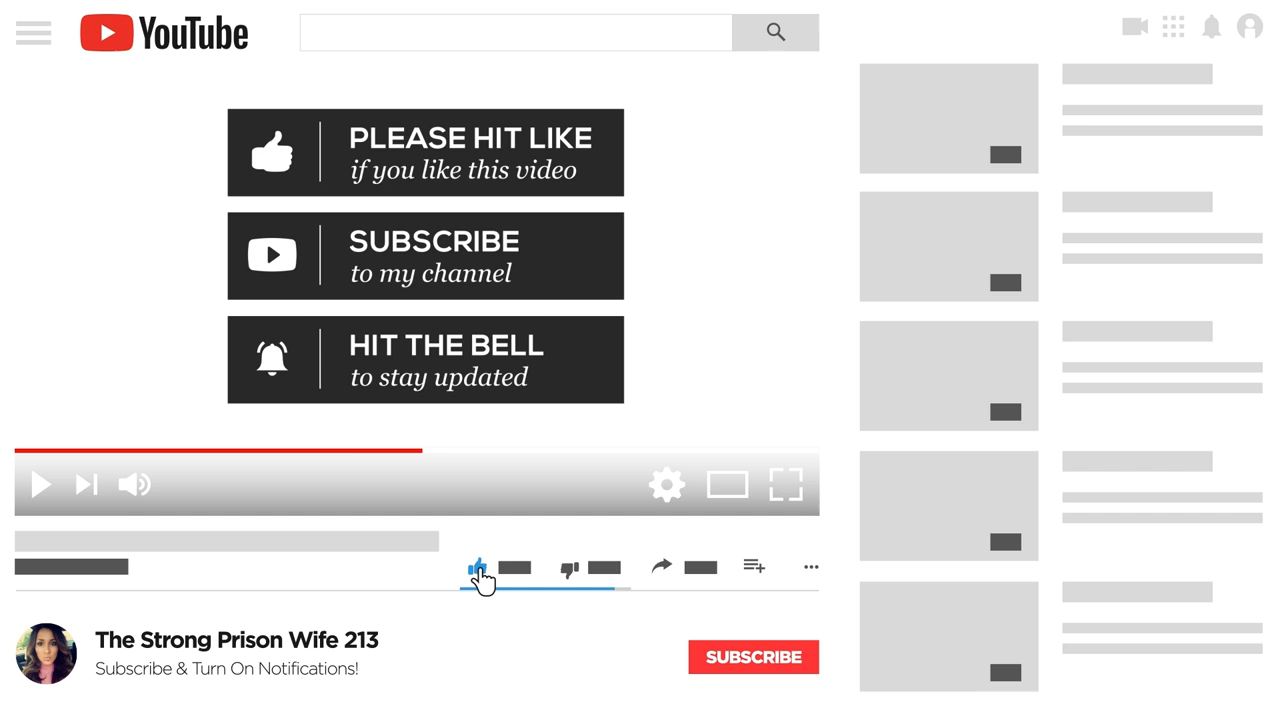 YouTube
PLEASE HIT LIKE
if you like this video
SUBSCRIBE
to my channel
HIT THE BELL
to stay updated
The Strong Prison Wife 213
Subscribe & Turn On Notifications!
SUBSCRIBE